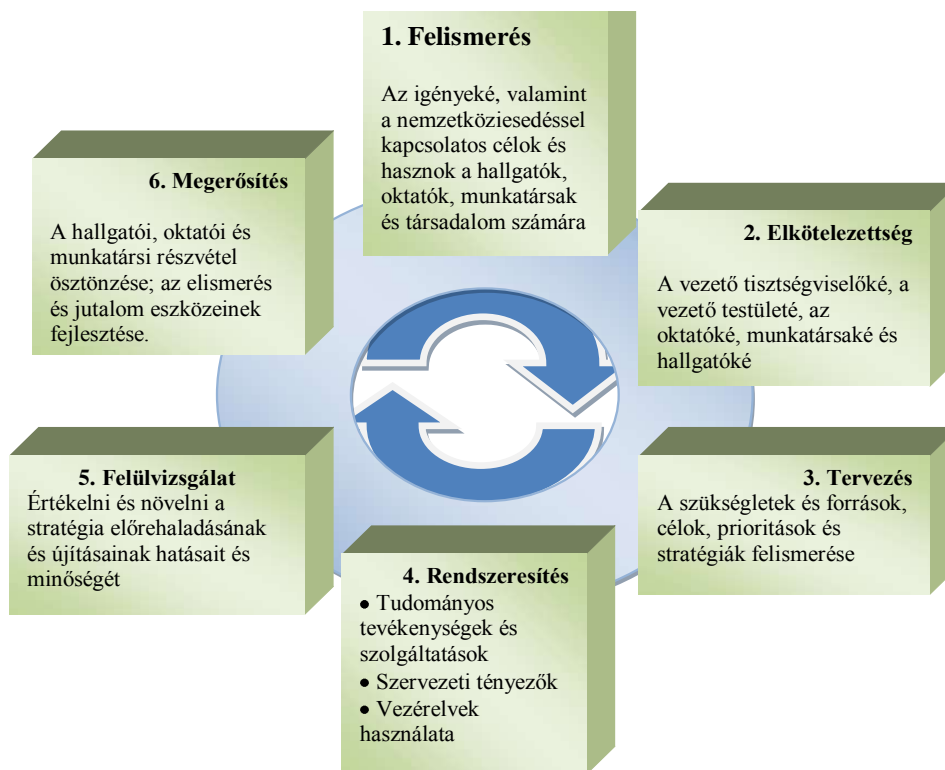 1. Felismerés
Az igényeké, valamint
a nemzetköziesedéssel
kapcsolatos célok és
hasznok a hallgatók,
oktatók, munkatársak
és társadalom számára
2. Elkötelezettség
A vezető tisztségviselőké, a
vezető testületé, az
oktatóké, munkatársaké és
hallgatóké
3. Tervezés
A szükségletek és források,
célok, prioritások és
stratégiák felismerése
4. Rendszeresítés
• Tudományos
tevékenységek és
szolgáltatások
• Szervezeti tényezők
• Vezérelvek
használata
5. Felülvizsgálat
Értékelni és növelni a
stratégia előrehaladásának
és újításainak hatásait és
minőségét
6. Megerősítés
A hallgatói, oktatói és
munkatársi részvétel
ösztönzése; az elismerés
és jutalom eszközeinek
fejlesztése.